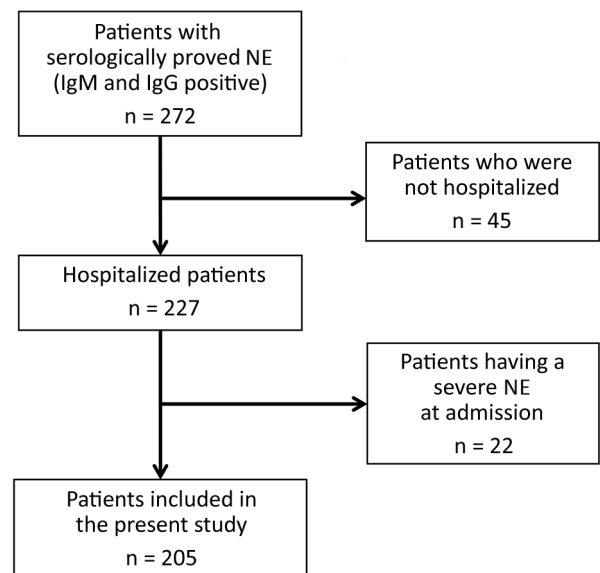 Patients with
serologically proved NE
(IgM and IgG positive)
n = 272
Patients who were
not hospitalized
n = 45
Hospitalized patients
n = 227
Patients having a
severe NE
at admission
n = 22
Patients included in
the present study
n = 205